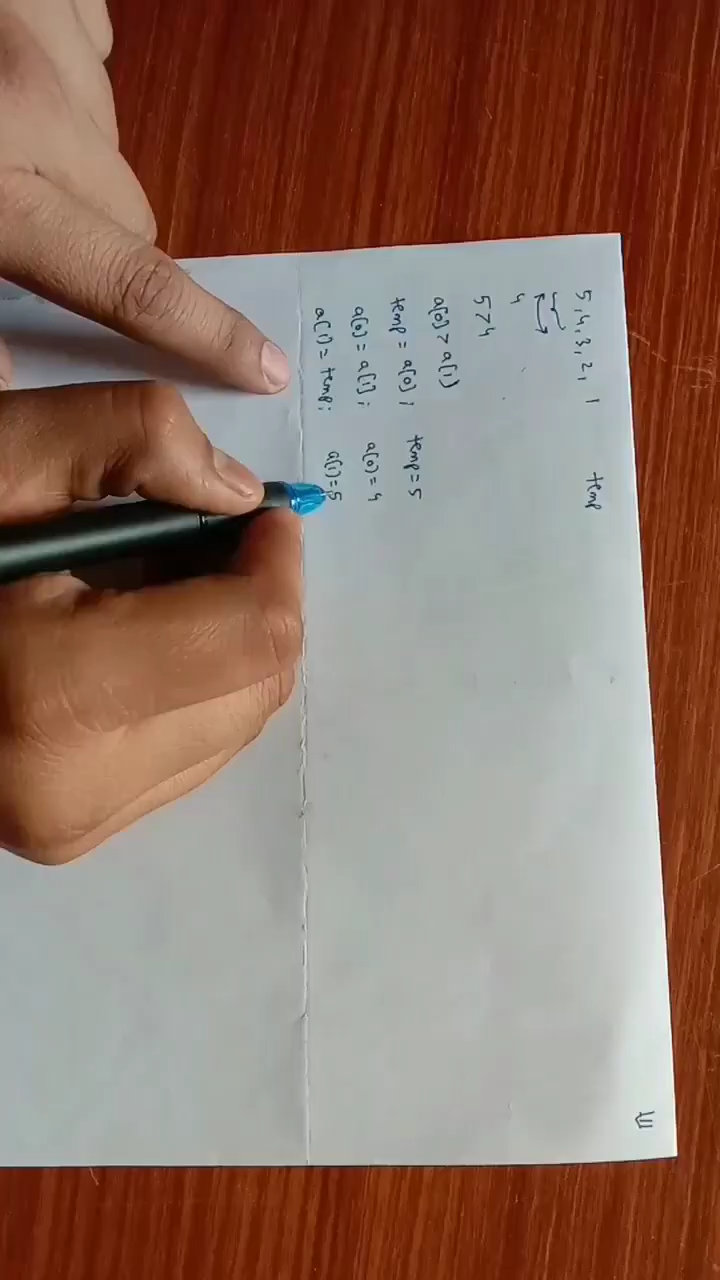 5,4,3,2,1 temp
4
5>4
a[0] > a[1]
temp = a[0]; temp = 5
a[0] = a[1]; a[0] = 4
a[1] = temp; a[1] = 5